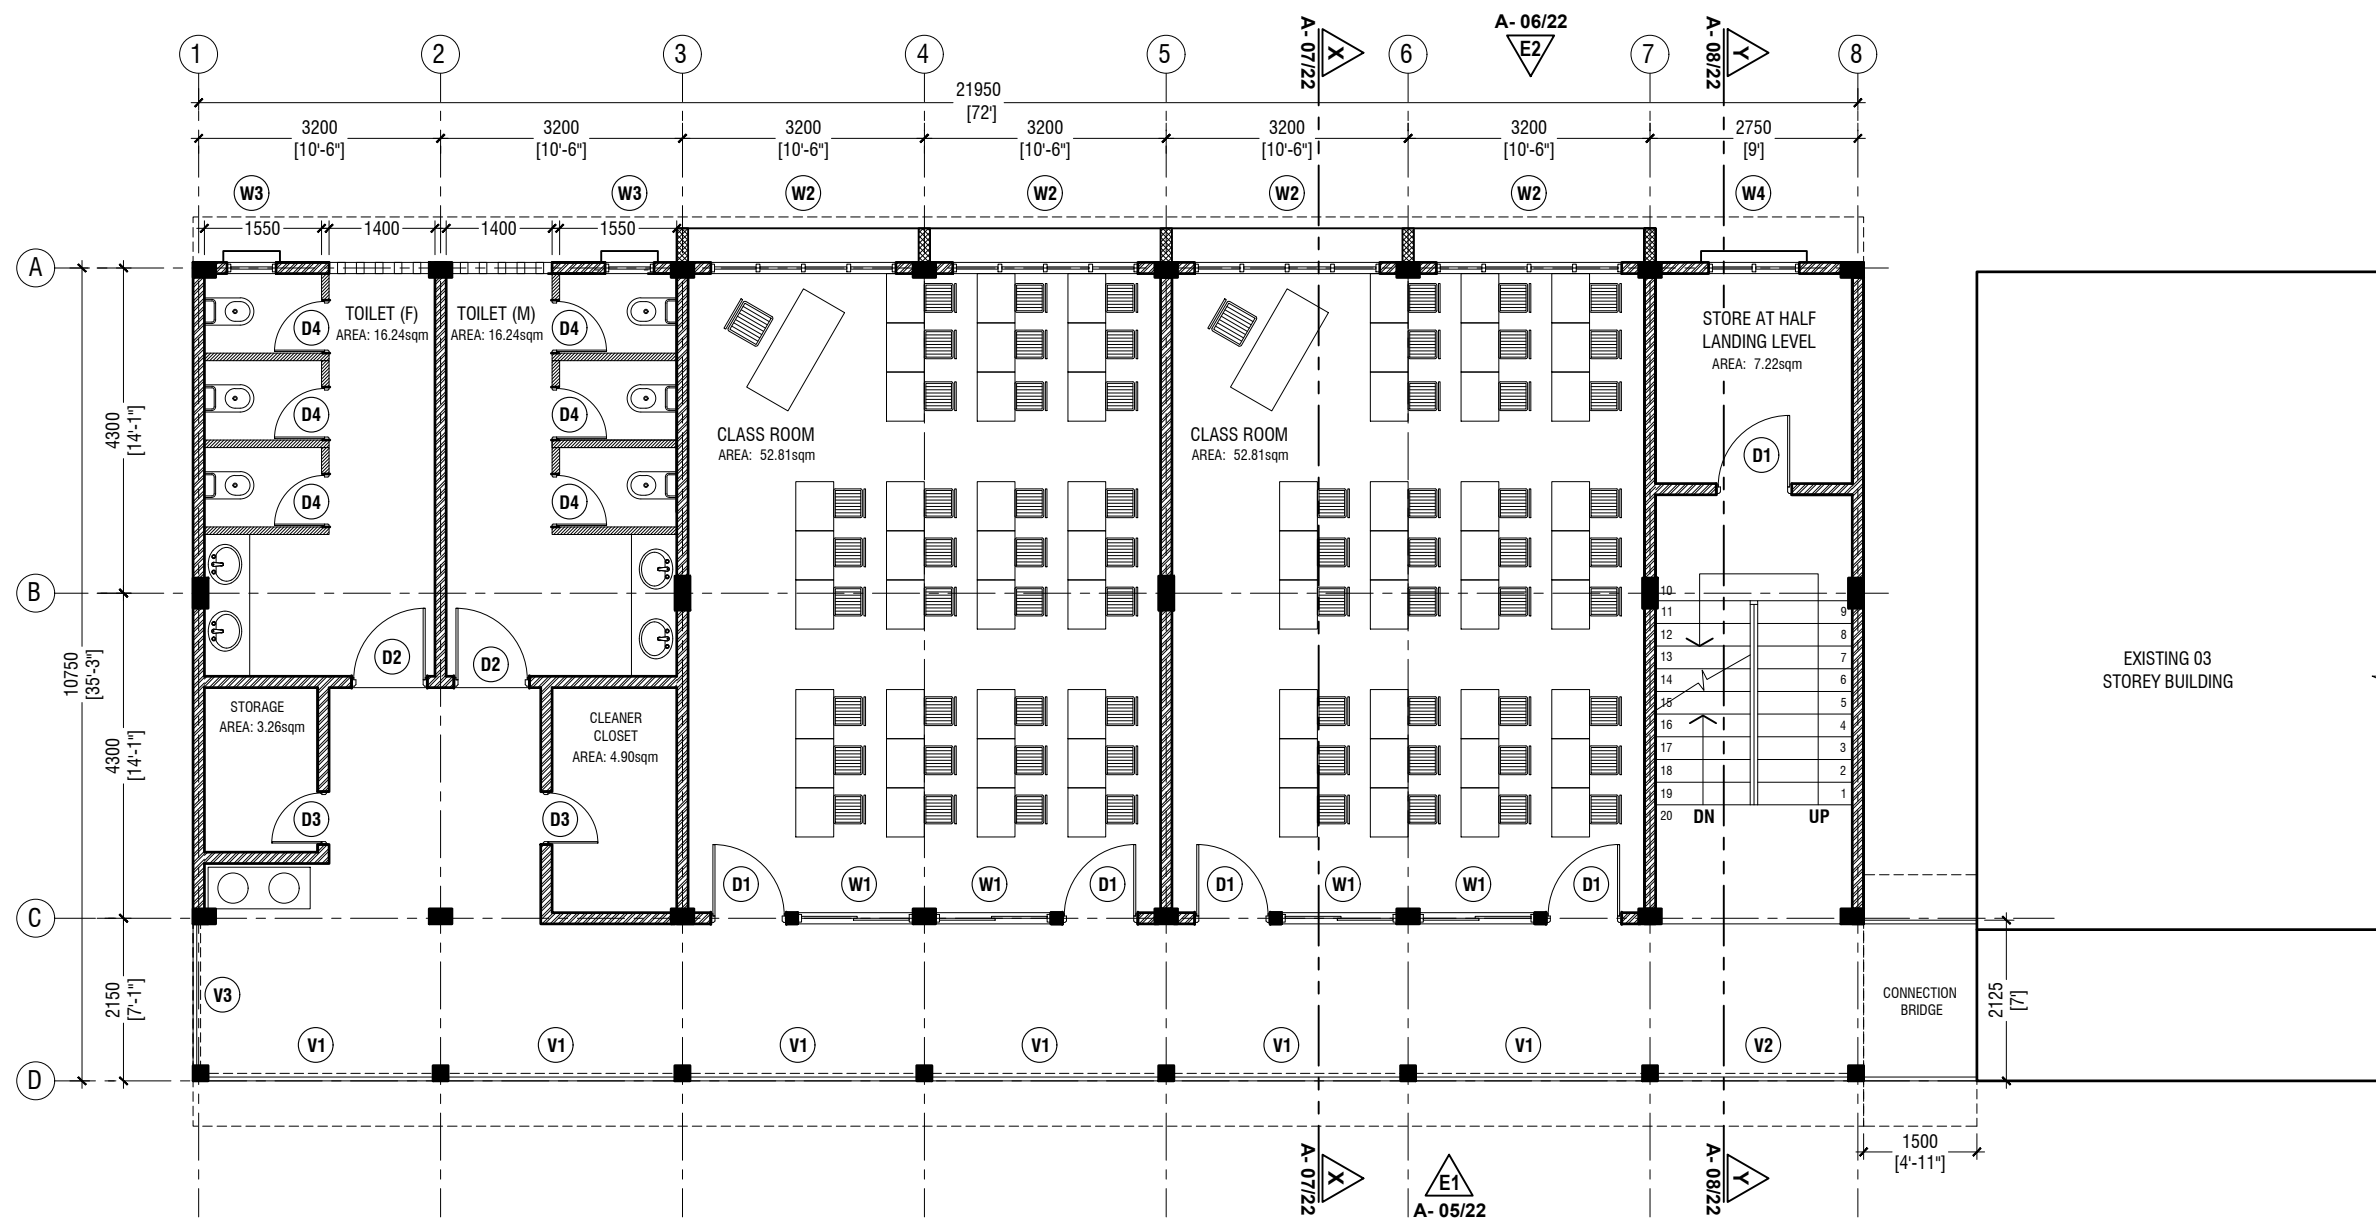 A- 06/22
E2
A- 07/22
X
A- 08/22
Y
1
2
3
4
5
6
7
8
21950
[72']
3200
[10'-6"]
3200
[10'-6"]
3200
[10'-6"]
3200
[10'-6"]
3200
[10'-6"]
3200
[10'-6"]
2750
[9']
W3
W3
W2
W2
W2
W2
W4
1550
1400
1400
1550
A
B
C
D
10750
[35'-3"]
4300
[14'-1"]
4300
[14'-1"]
2150
[7'-1"]
TOILET (F)
AREA: 16.24sqm
TOILET (M)
AREA: 16.24sqm
D4
D4
D4
D4
D4
D4
D2
D2
CLASS ROOM
AREA: 52.81sqm
CLASS ROOM
AREA: 52.81sqm
STORE AT HALF
LANDING LEVEL
AREA: 7.22sqm
D1
STORAGE
AREA: 3.26sqm
CLEANER
CLOSET
AREA: 4.90sqm
D3
D3
10
11
12
13
14
15
16
17
18
19
20
9
8
7
6
5
4
3
2
1
DN
UP
EXISTING 03
STOREY BUILDING
D1
W1
W1
D1
D1
W1
W1
D1
V3
V1
V1
V1
V1
V1
V1
V2
CONNECTION
BRIDGE
2125
[7']
1500
[4'-11"]
A- 07/22
X
E1
A- 05/22
A- 08/22
Y